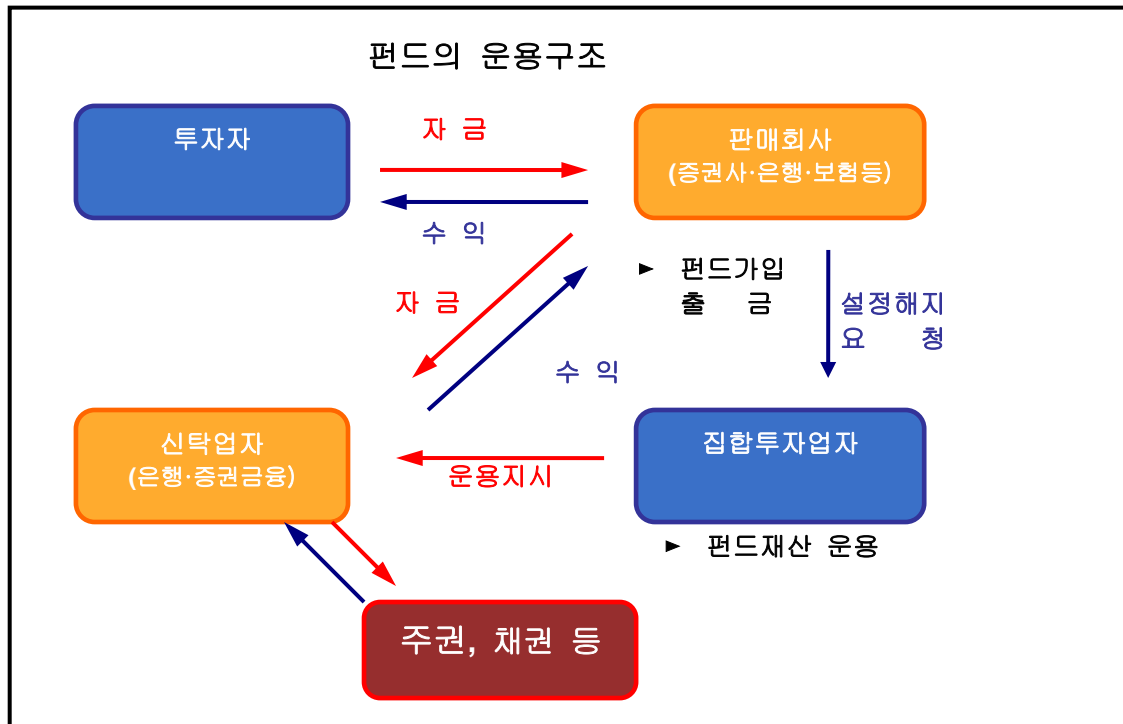 펀드의 운용구조
투자자
자 금
판매회사
(증권사·은행·보험등)
수 익
► 펀드가입
출 금
자 금
설정해지
요 청
수 익
신탁업자
(은행·증권금융)
집합투자업자
운용지시
► 펀드재산 운용
주권, 채권 등